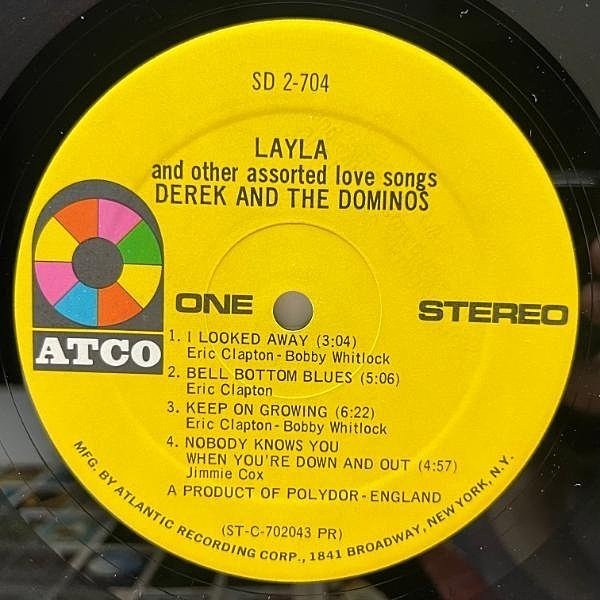 SD 2-704
LAYLA
and other assorted love songs
DEREK AND THE DOMINOS
ATCO
ONE
STEREO
1. I LOOKED AWAY (3:04)
Eric Clapton-Bobby Whitlock
2. BELL BOTTOM BLUES (5:06)
Eric Clapton
3. KEEP ON GROWING (6:22)
Eric Clapton-Bobby Whitlock
4. NOBODY KNOWS YOU
WHEN YOU'RE DOWN AND OUT (4:57)
Jimmie Cox
A PRODUCT OF POLYDOR-ENGLAND
(ST-C-702043 PR)
MFG. BY ATLANTIC RECORDING CORP., 1841 BROADWAY, NEW YORK, N.Y.